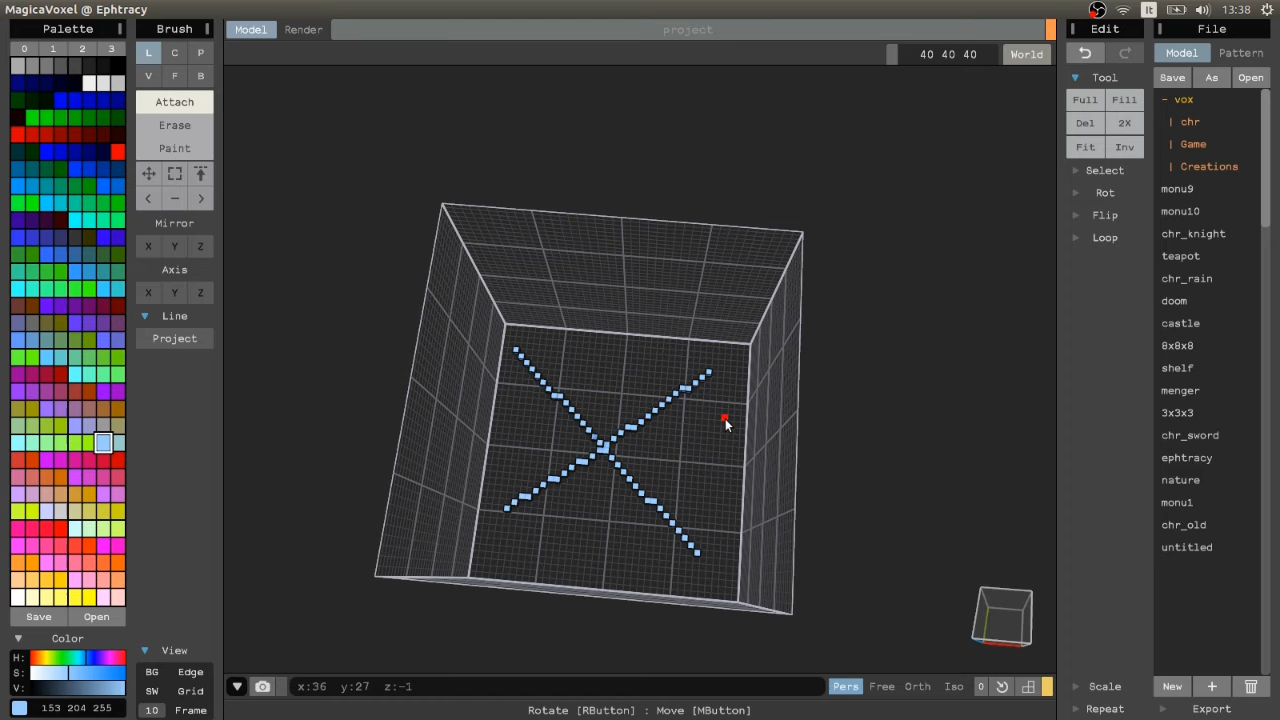 MagicaVoxel @ Ephtracy
It
13:38
Palette
Brush
Model
Render
project
Edit
File
0 1 2 3
L C P
40 40 40
World
Model
Pattern
V F B
Tool
Save
As
Open
Attach
Full
Fill
- vox
Erase
Del
2X
| chr
Paint
Fit
Inv
| Game
Select
| Creations
< - >
Rot
monu9
Mirror
Flip
monu10
X Y Z
Loop
chr_knight
Axis
teapot
X Y Z
chr_rain
Line
doom
Project
castle
8x8x8
shelf
menger
3x3x3
chr_sword
ephtracy
nature
monu1
chr_old
untitled
Save
Open
Color
View
H:
S:
BG
Edge
V:
SW
Grid
x:36 y:27 z:-1
Pers
Free
Orth
Iso
0
Scale
New
+
153 204 255
10
Frame
Rotate [RButton] : Move [MButton]
Repeat
Export